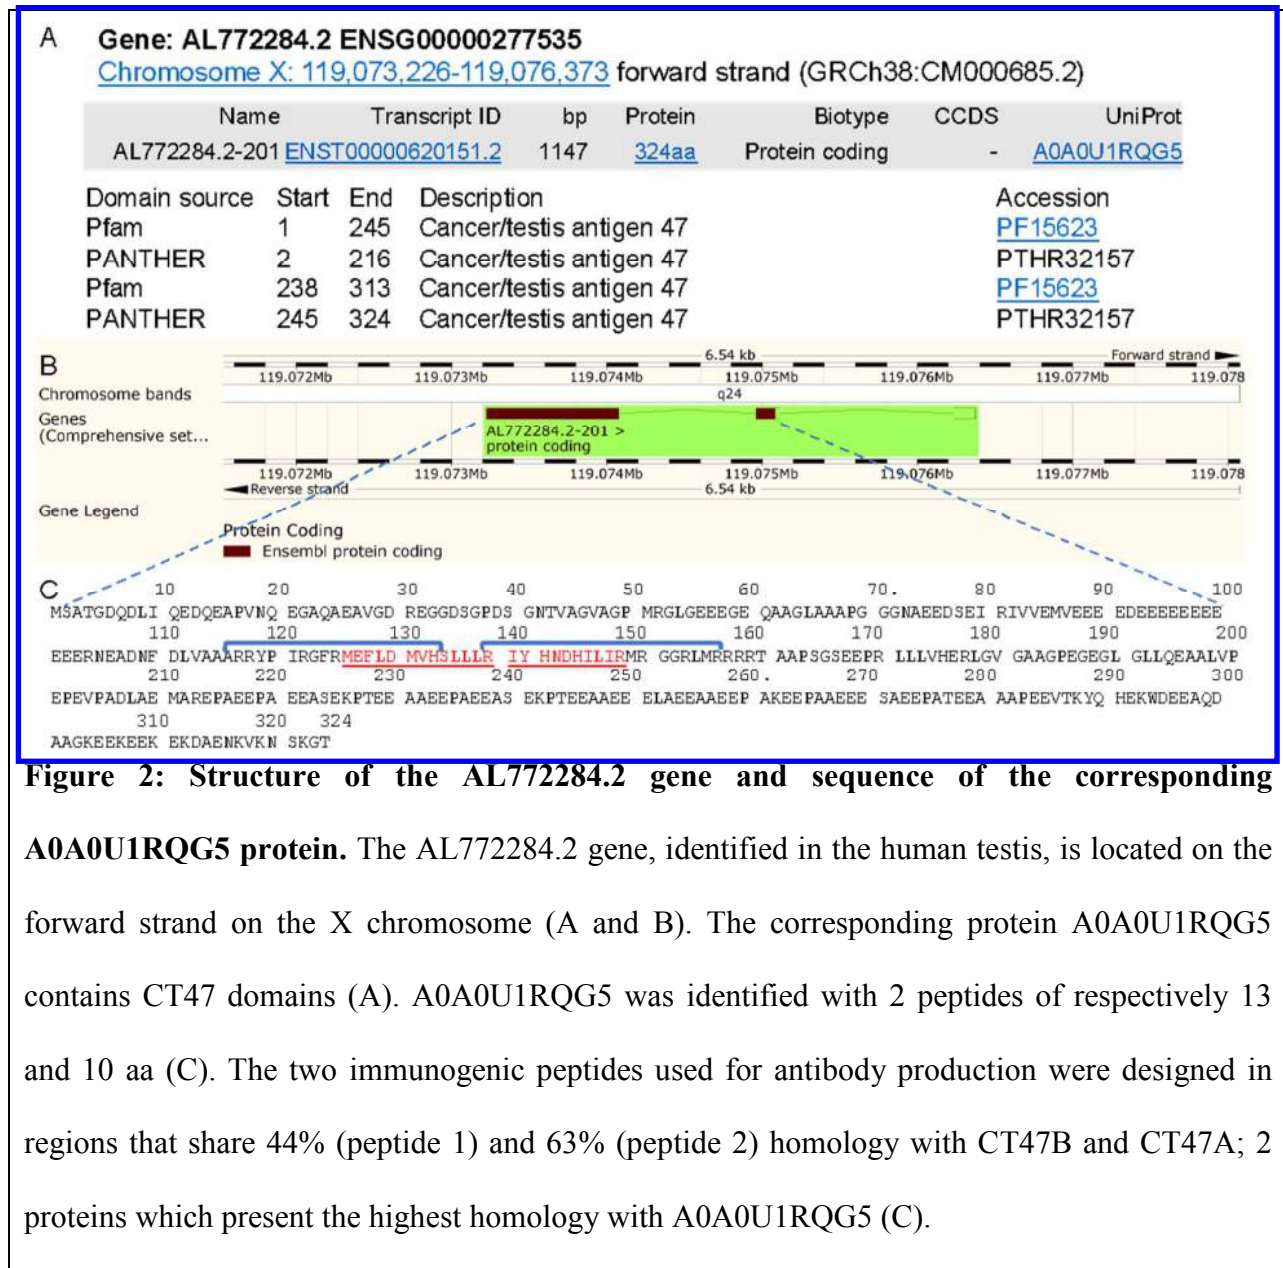 A Gene: AL772284.2 ENSG00000277535
Chromosome X: 119,073,226-119,076,373 forward strand (GRCh38:CM000685.2)
Name Transcript ID bp Protein Biotype CCDS UniProt
AL772284.2-201 ENST00000620151.2 1147 324aa Protein coding - A0A0U1RQG5
Domain source Start End Description Accession
Pfam 1 245 Cancer/testis antigen 47 PF15623
PANTHER 2 216 Cancer/testis antigen 47 PTHR32157
Pfam 238 313 Cancer/testis antigen 47 PF15623
PANTHER 245 324 Cancer/testis antigen 47 PTHR32157
B 6.54 kb Forward strand
119.072Mb 119.073Mb 119.074Mb 119.075Mb 119.076Mb 119.077Mb 119.078
Chromosome bands q24
Genes
(Comprehensive set...
AL772284.2-201 >
protein coding
119.072Mb 119.073Mb 119.074Mb 119.075Mb 119.076Mb 119.077Mb 119.078
Reverse strand 6.54 kb
Gene Legend
Protein Coding
Ensembl protein coding
C 10 20 30 40 50 60 70. 80 90 100
MSATGDQDLI QEDQEAPVNQ EGAQAEAVGD REGGDSGPDS GNTVAGVAGP MRGLGEEEGE QAAGLAAAPG GGNAEEDSEI RIVVEMVEEE EDEEEEEEEE
110 120 130 140 150 160 180 190 200
EEERNEADNF DLVAAARRYP IRGFRMEFLD MVHSLLLR IY HNDHILIRMR GGRLMRRRRT AAPSGSEEPR LLLVHERLGV GAAGPEGEGL GLLQEAALVP
210 220 230 240 250 260. 270 280 290 300
EPEVPADLAE MAREPAEEPA EEASEKPTEE AAEEPAEEAS EKPTEEAAEE ELAEEAAEEP AKEEPAAEEE SAEEPATEEA AAPEEVTKYQ HEKWDEEAQD
310 320 324
AAGKEEKEEK EKDAENKVKN SKGT
Figure 2: Structure of the AL772284.2 gene and sequence of the corresponding
A0A0U1RQG5 protein. The AL772284.2 gene, identified in the human testis, is located on the
forward strand on the X chromosome (A and B). The corresponding protein A0A0U1RQG5
contains CT47 domains (A). A0A0U1RQG5 was identified with 2 peptides of respectively 13
and 10 aa (C). The two immunogenic peptides used for antibody production were designed in
regions that share 44% (peptide 1) and 63% (peptide 2) homology with CT47B and CT47A; 2
proteins which present the highest homology with A0A0U1RQG5 (C).